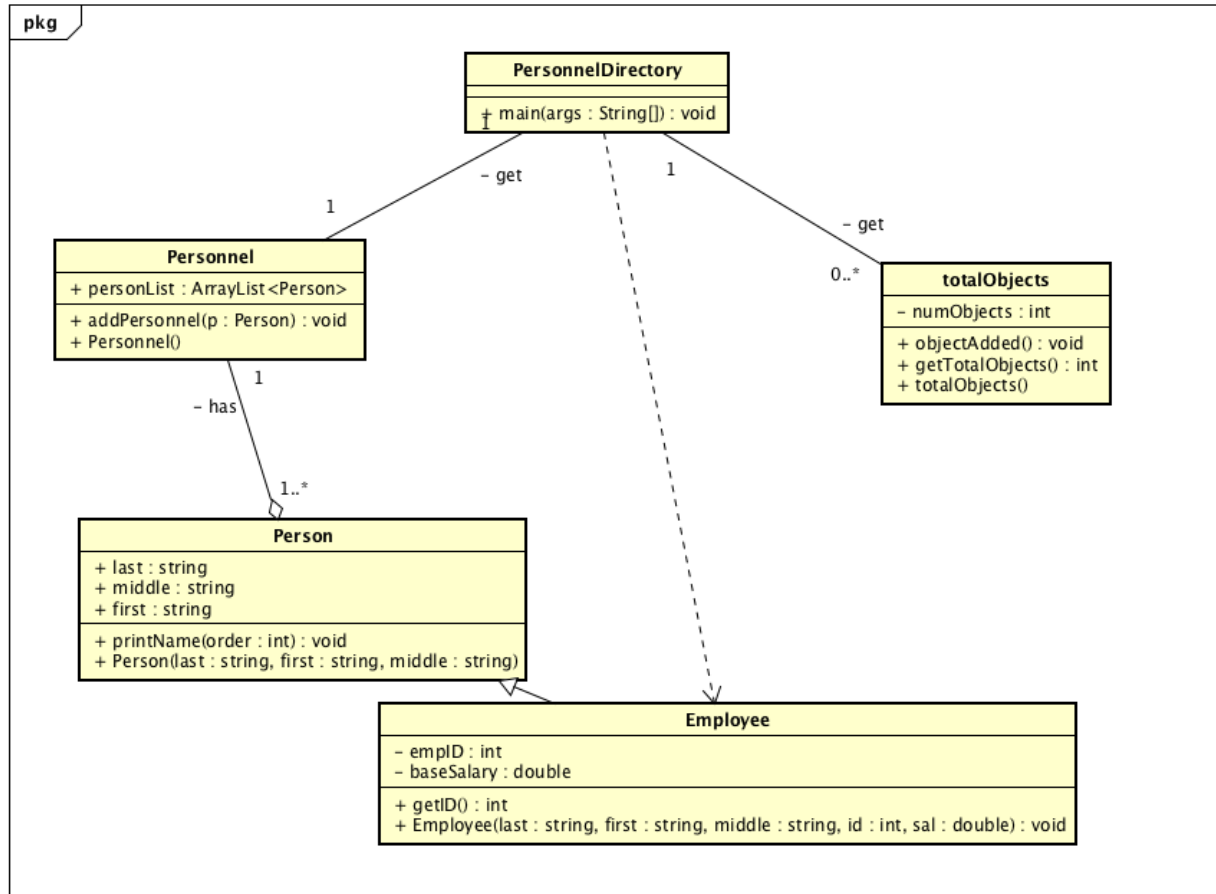 pkg
PersonnelDirectory
+ main(args : String[]) : void
1
– get
1
1
– get
0..*
Personnel
+ personList : ArrayList<Person>
+ addPersonnel(p : Person) : void
+ Personnel()
totalObjects
– numObjects : int
+ objectAdded() : void
+ getTotalObjects() : int
+ totalObjects()
1
– has
1..*
Person
+ last : string
+ middle : string
+ first : string
+ printName(order : int) : void
+ Person(last : string, first : string, middle : string)
Employee
– empID : int
– baseSalary : double
+ getID() : int
+ Employee(last : string, first : string, middle : string, id : int, sal : double) : void